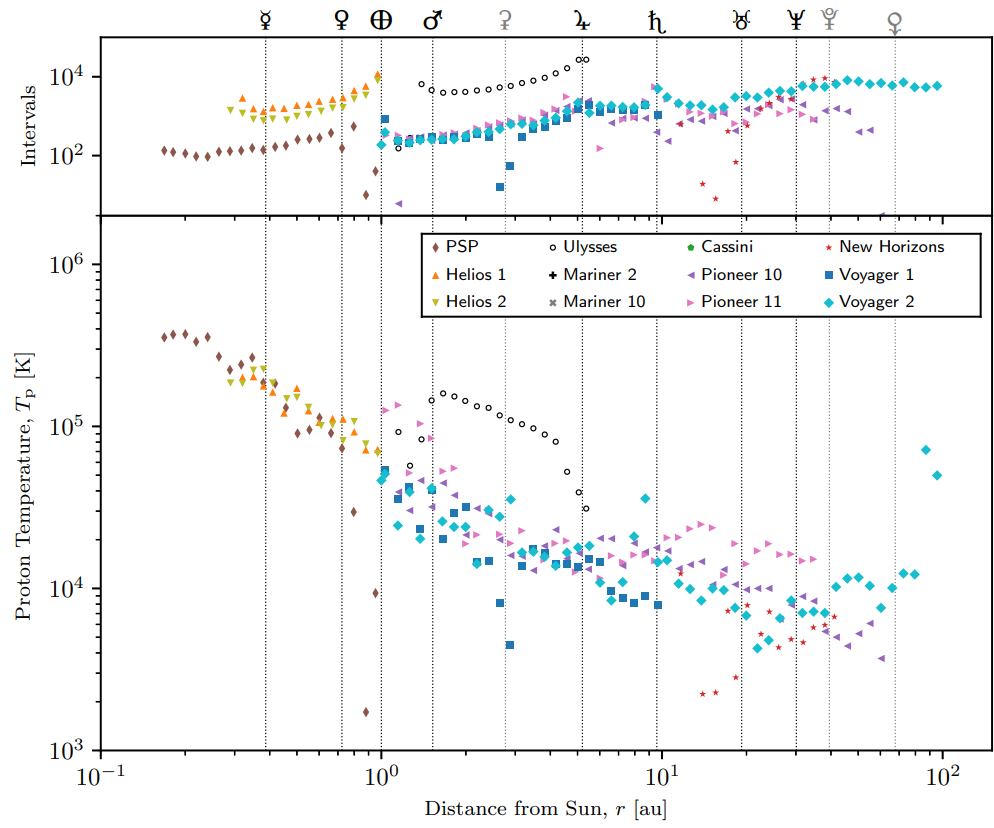 ☿ ♀ ⴲ ♂ ⚳ ♃ ♄ ♅ ♆ ♇
10⁴
10²
Intervals
PSP Ulysses Cassini New Horizons
Helios 1 Mariner 2 Pioneer 10 Voyager 1
Helios 2 Mariner 10 Pioneer 11 Voyager 2
10⁶
10⁵
10⁴
10³
Proton Temperature, Tₚ [K]
10⁻¹ 10⁰ 10¹ 10²
Distance from Sun, r [au]